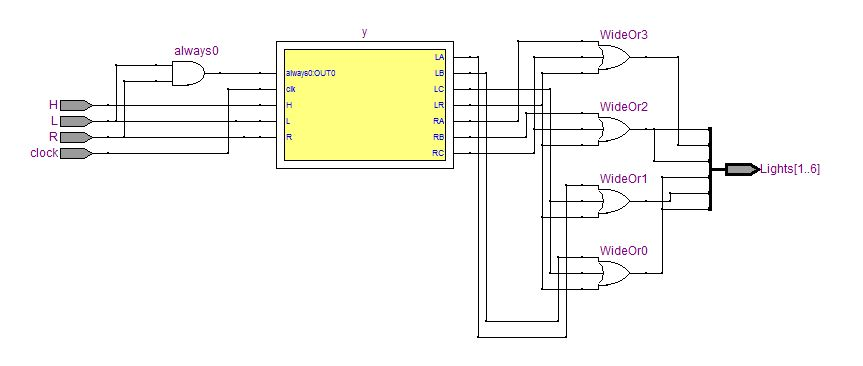 y
always0
always0:OUT0
clk
H
L
R
LA
LB
LC
LR
RA
RB
RC
H
L
R
clock
WideOr3
WideOr2
WideOr1
WideOr0
Lights[1..6]